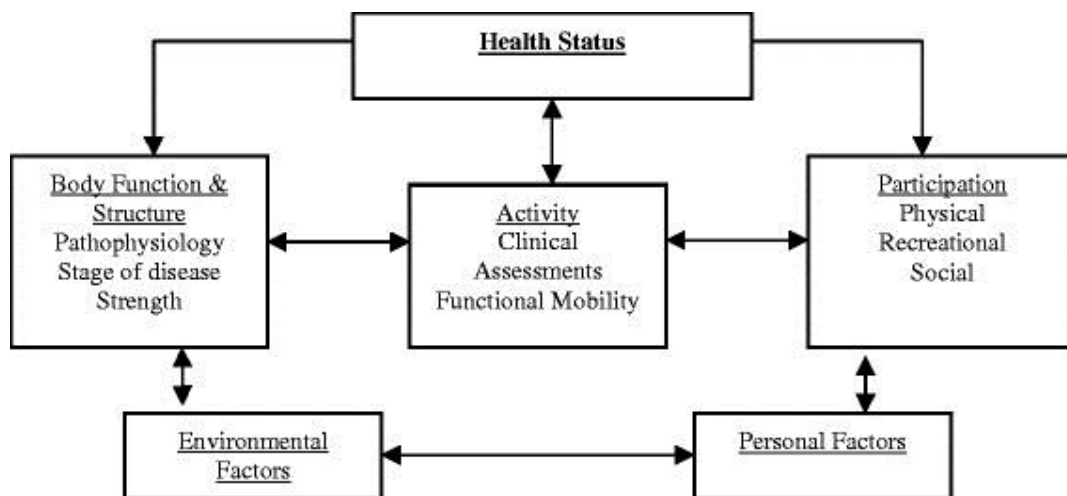 Health Status
Body Function &
Structure
Pathophysiology
Stage of disease
Strength
Activity
Clinical
Assessments
Functional Mobility
Participation
Physical
Recreational
Social
Environmental
Factors
Personal Factors